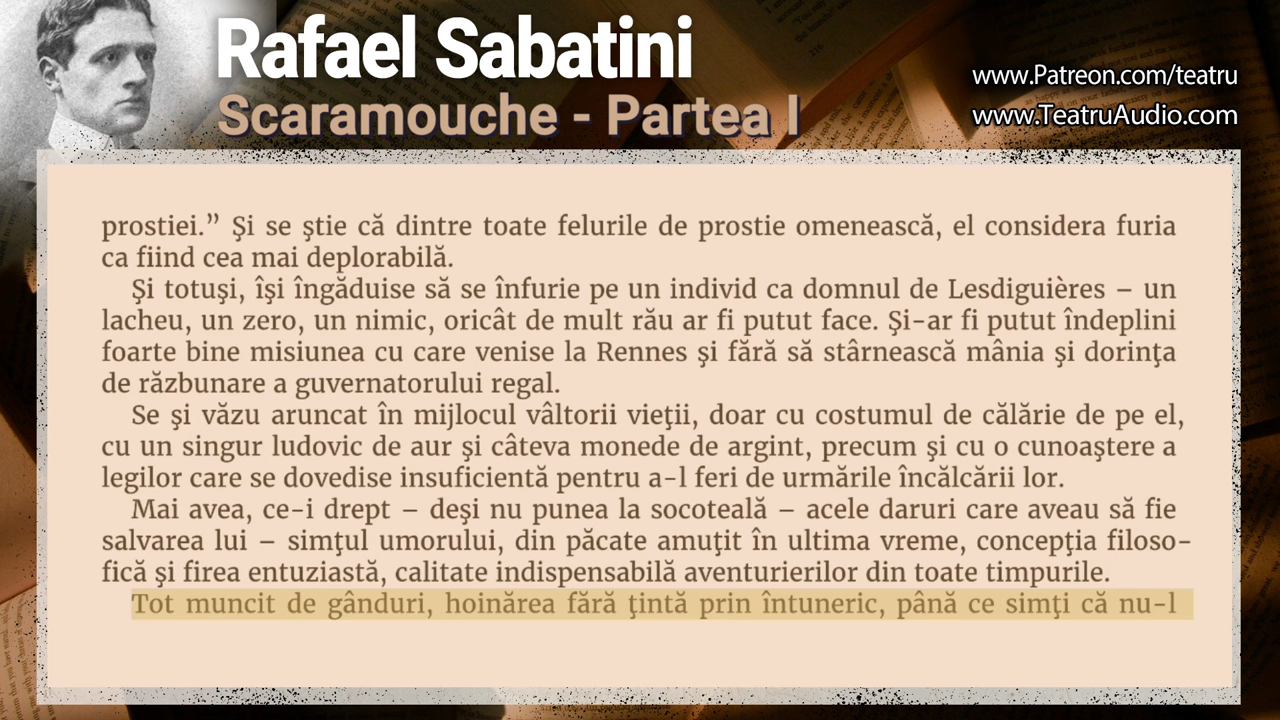 Rafael Sabatini
Scaramouche - Partea I
www.Patreon.com/teatru
www.TeatruAudio.com
prostiei.” Şi se ştie că dintre toate felurile de prostie omenească, el considera furia
ca fiind cea mai deplorabilă.
Şi totuşi, îşi îngăduise să se înfurie pe un individ ca domnul de Lesdiguières – un
lacheu, un zero, un nimic, oricât de mult rău ar fi putut face. Şi-ar fi putut îndeplini
foarte bine misiunea cu care venise la Rennes şi fără să stârnească mânia şi dorinţa
de răzbunare a guvernatorului regal.
Se şi văzu aruncat în mijlocul vâltorii vieţii, doar cu costumul de călărie de pe el,
cu un singur ludovic de aur şi câteva monede de argint, precum şi cu o cunoaştere a
legilor care se dovedise insuficientă pentru a-l feri de urmările încălcării lor.
Mai avea, ce-i drept – deşi nu punea la socoteală – acele daruri care aveau să fie
salvarea lui – simţul umorului, din păcate amuţit în ultima vreme, concepţia filoso-
fică şi firea entuziastă, calitate indispensabilă aventurierilor din toate timpurile.
Tot muncit de gânduri, hoinărea fără ţintă prin întuneric, până ce simţi că nu-l